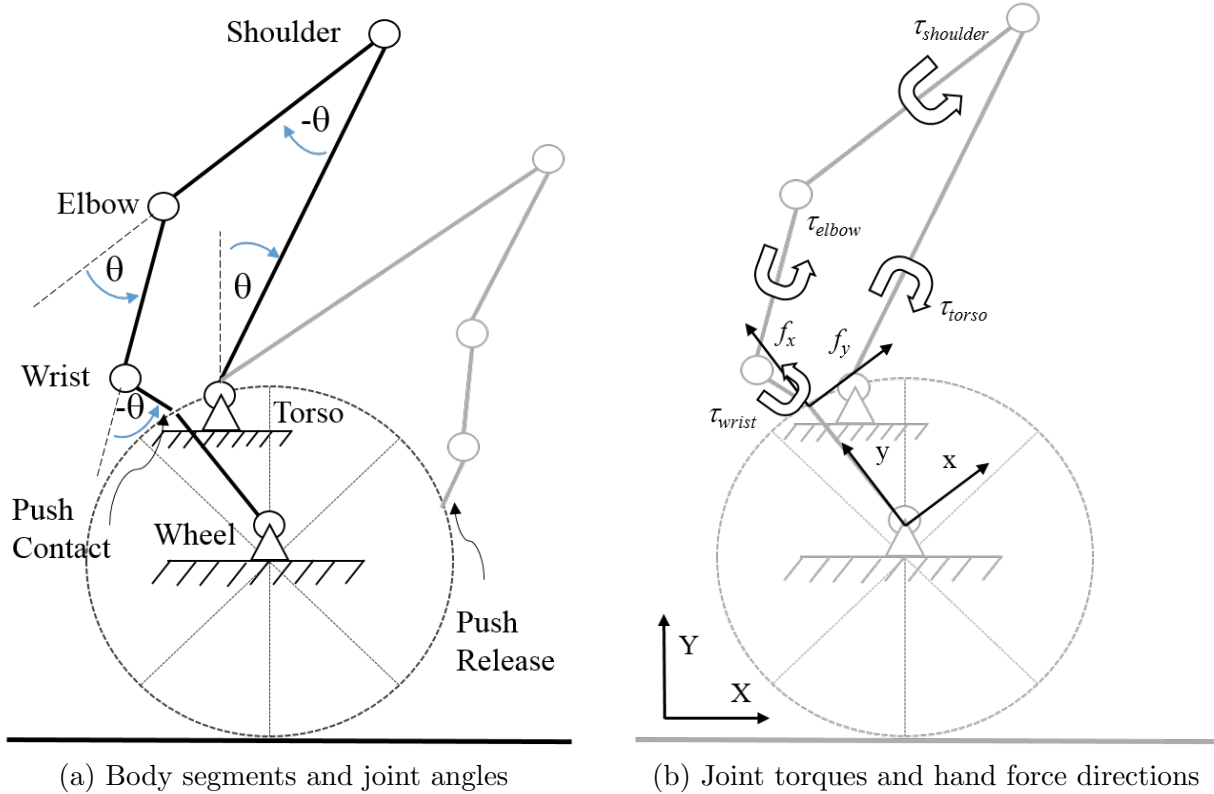 Shoulder
-θ
Elbow
θ
θ
Wrist
-θ
Torso
Push
Contact
Wheel
Push
Release
(a) Body segments and joint angles
τshoulder
τelbow
τtorso
fx
fy
τwrist
y
x
Y
X
(b) Joint torques and hand force directions